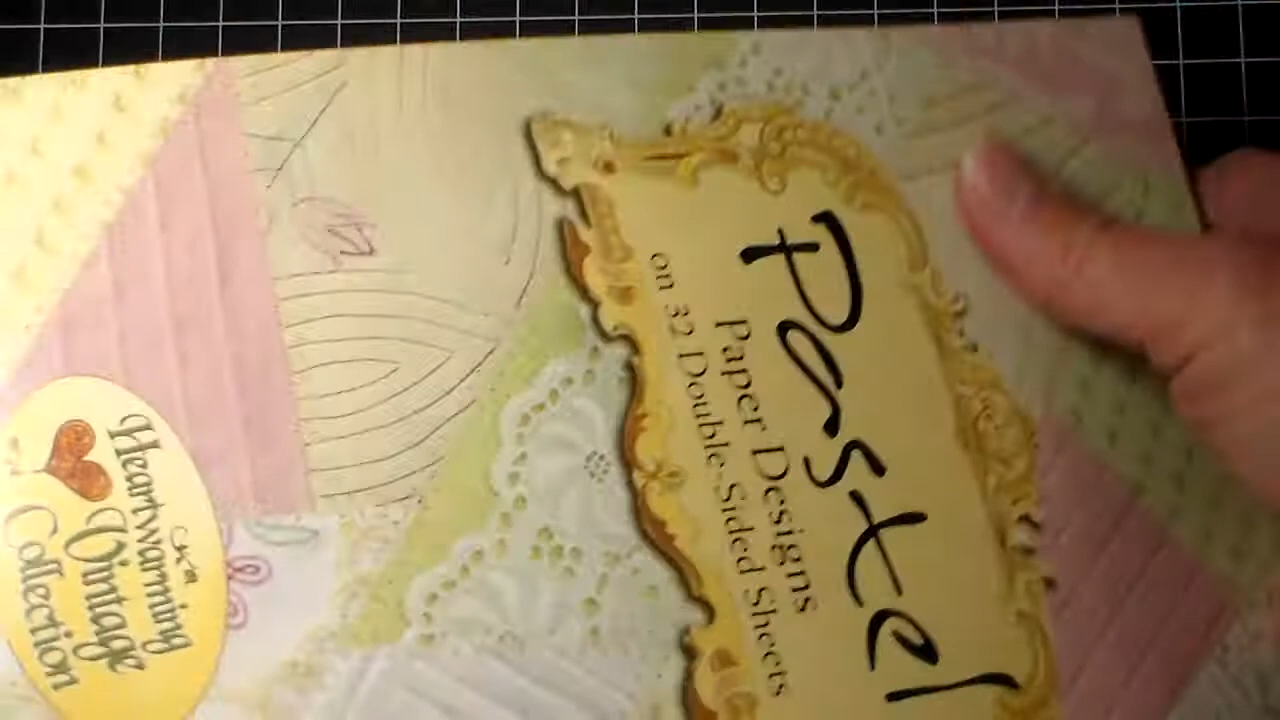 Pastel
Paper Designs
on 32 Double-Sided Sheets
Heartwarming
Vintage
Collection